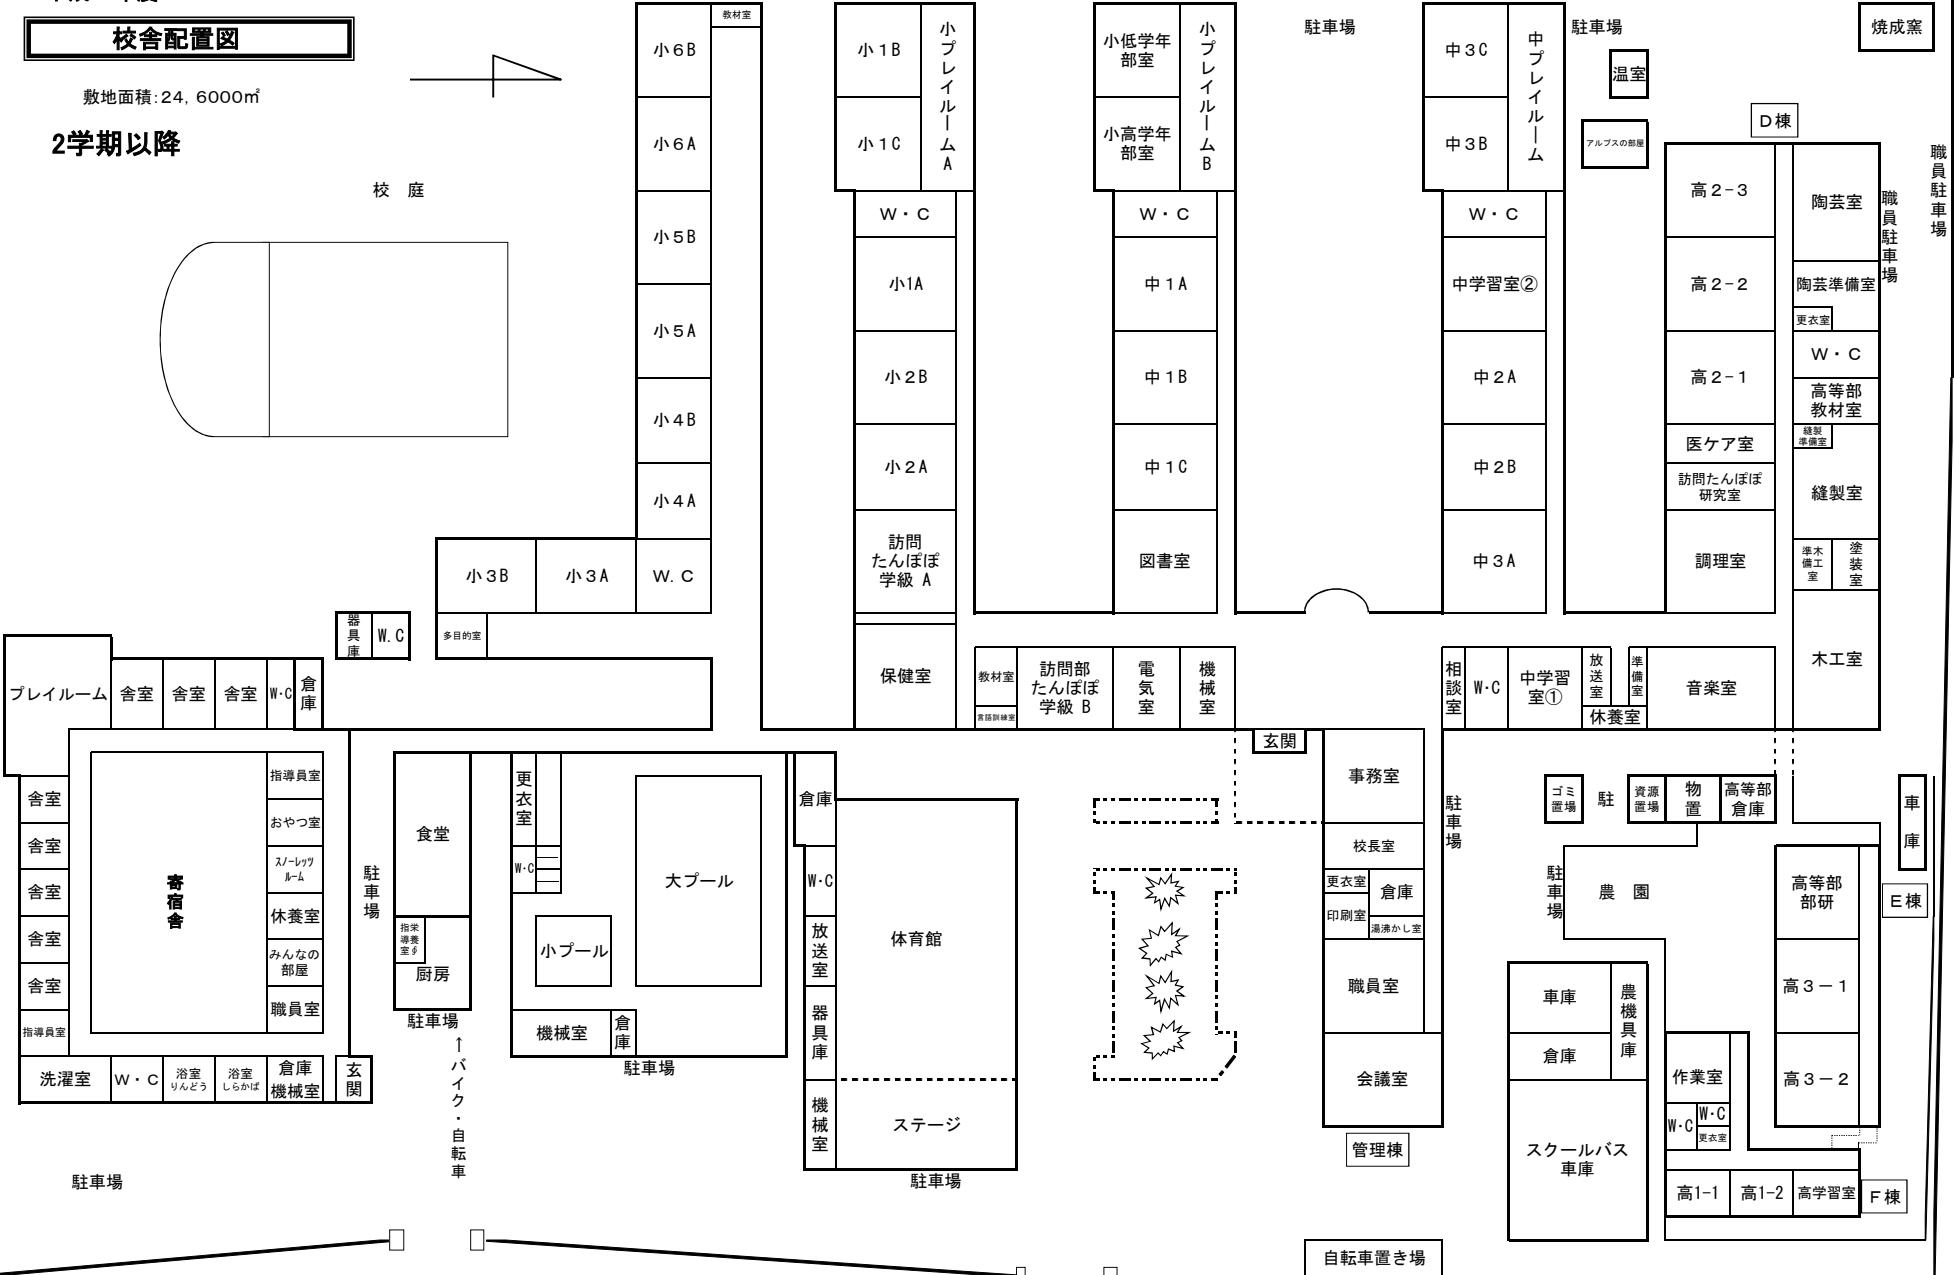 校舎配置図
敷地面積:24, 6000㎡
2学期以降
校　庭
小６B
教材室
小６A
小５B
小５A
小４B
小４A
小３B
小３A
W. C
多目的室
器具庫
W. C
小１B
小１C
小プレイルームA
W・C
小1A
小２B
小２A
訪問
たんぽぽ
学級 A
保健室
小低学年
部室
小高学年
部室
小プレイルームB
W・C
中１A
中１B
中１C
図書室
教材室
言語訓練室
訪問部
たんぽぽ
学級 B
電気室
機械室
玄関
駐車場
中３C
中３B
中プレイルーム
W・C
中学習室②
中２A
中２B
中３A
相談室
W・C
中学習
室①
放送室
準備室
休養室
音楽室
駐車場
温室
アルプスの部屋
焼成窯
Ｄ棟
職員駐車場
職員駐車場
高２−３
高２−２
高２−１
医ケア室
訪問たんぽぽ
研究室
調理室
陶芸室
陶芸準備室
更衣室
W・C
高等部
教材室
縫製
準備室
縫製室
木工
準備室
塗装室
木工室
プレイルーム
舎室
舎室
舎室
W・C
倉庫
舎室
舎室
舎室
舎室
舎室
指導員室
寄宿舎
指導員室
おやつ室
スノーレッツ
ルーム
休養室
みんなの
部屋
職員室
洗濯室
W・C
浴室
りんどう
浴室
しらかば
倉庫
機械室
玄関
駐車場
食堂
厨房
駐車場
↑バイク・自転車
駐車場
更衣室
W・C
小プール
大プール
機械室
倉庫
駐車場
倉庫
W・C
放送室
器具庫
機械室
体育館
ステージ
駐車場
事務室
校長室
更衣室
倉庫
印刷室
湯沸かし室
職員室
会議室
管理棟
駐車場
自転車置き場
ゴミ
置場
駐
資源
置場
物置
高等部
倉庫
車庫
駐車場
農　園
高等部
部研
Ｅ棟
高３－１
高３－２
車庫
農機具庫
倉庫
スクールバス
車庫
作業室
W・C
W・C
更衣室
高1-1
高1-2
高学習室
Ｆ棟